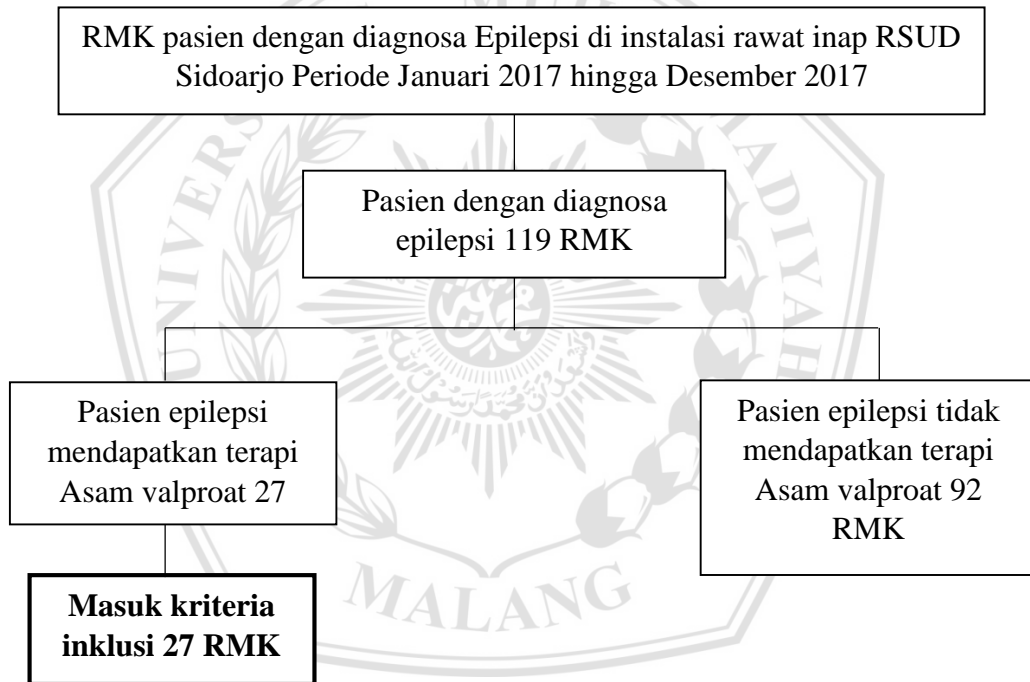 RMK pasien dengan diagnosa Epilepsi di instalasi rawat inap RSUD
Sidoarjo Periode Januari 2017 hingga Desember 2017
Pasien dengan diagnosa
epilepsi 119 RMK
Pasien epilepsi
mendapatkan terapi
Asam valproat 27
Pasien epilepsi tidak
mendapatkan terapi
Asam valproat 92
RMK
Masuk kriteria
inklusi 27 RMK
MALANG